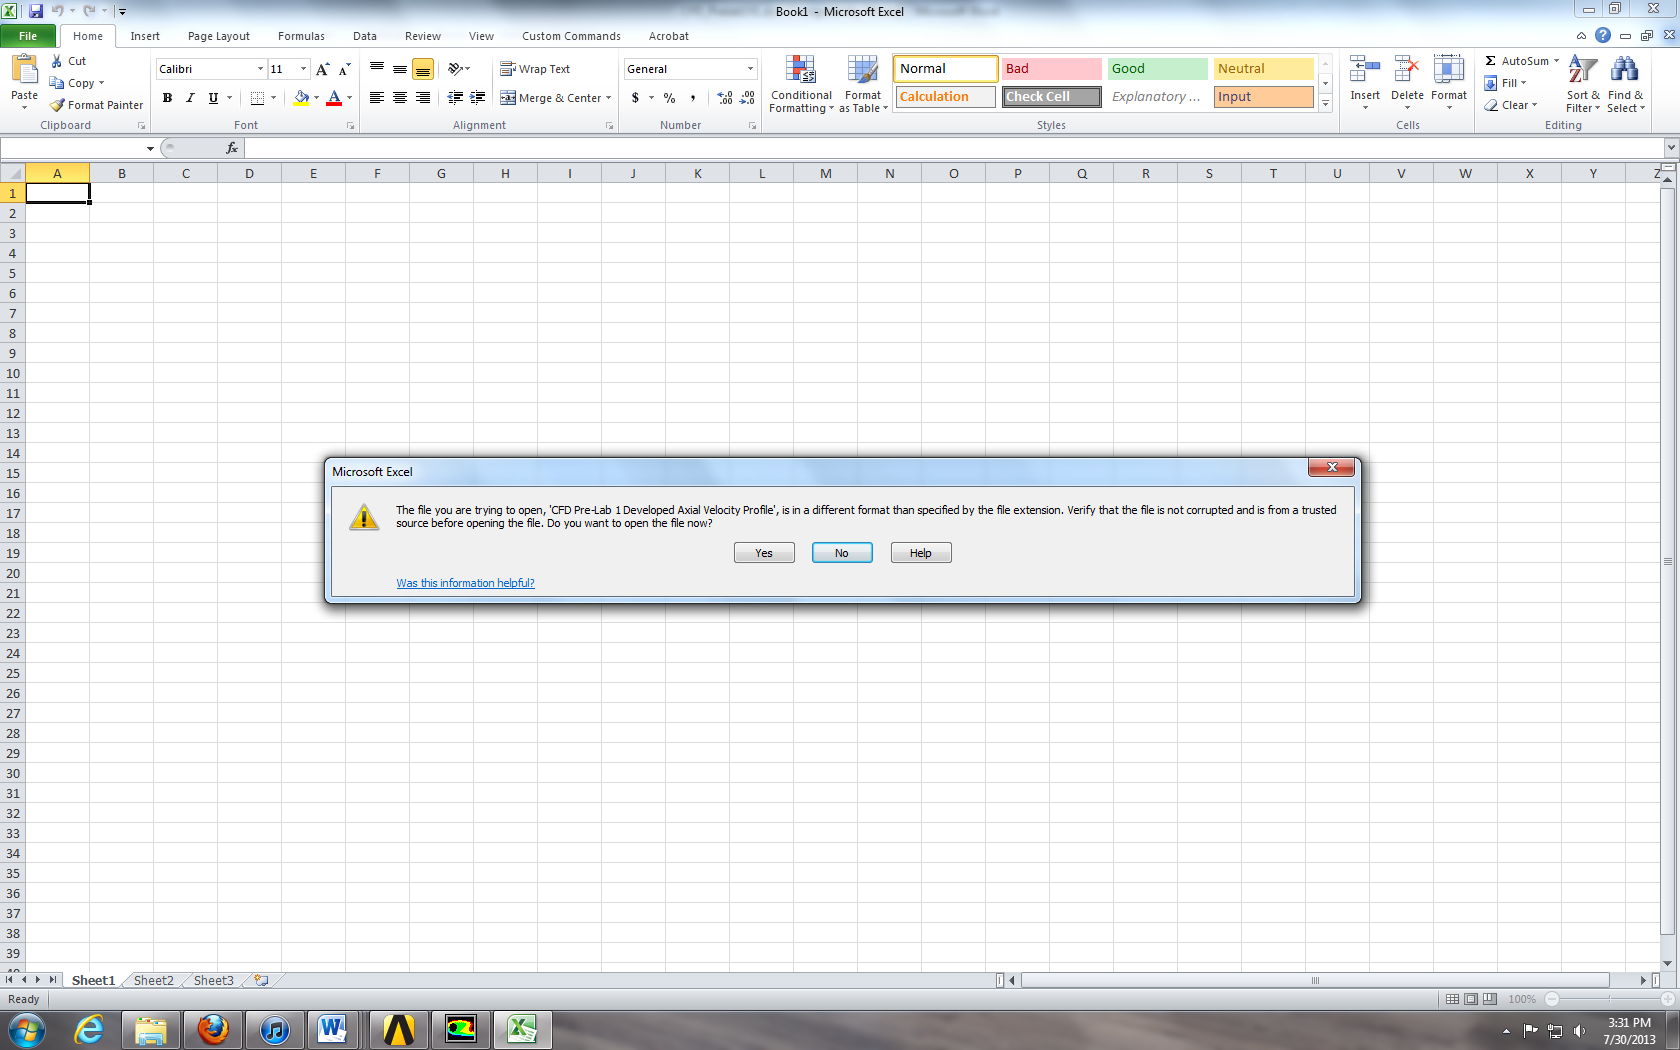 Book1 - Microsoft Excel
File Home Insert Page Layout Formulas Data Review View Custom Commands Acrobat
Paste
Cut
Copy
Format Painter
Clipboard
Calibri 11
B I U
Font
Wrap Text
Merge & Center
Alignment
General
$ % ,
Number
Conditional Formatting
Format as Table
Normal Bad Good Neutral
Calculation Check Cell Explanatory ... Input
Styles
Insert Delete Format
Cells
AutoSum
Fill
Clear
Sort & Filter
Find & Select
Editing
fx
A B C D E F G H I J K L M N O P Q R S T U V W X Y Z
1
2
3
4
5
6
7
8
9
10
11
12
13
14
15
16
17
18
19
20
21
22
23
24
25
26
27
28
29
30
31
32
33
34
35
36
37
38
39
Microsoft Excel
The file you are trying to open, 'CFD Pre-Lab 1 Developed Axial Velocity Profile', is in a different format than specified by the file extension. Verify that the file is not corrupted and is from a trusted
source before opening the file. Do you want to open the file now?
Yes No Help
Was this information helpful?
Sheet1 Sheet2 Sheet3
Ready
100%
3:31 PM
7/30/2013